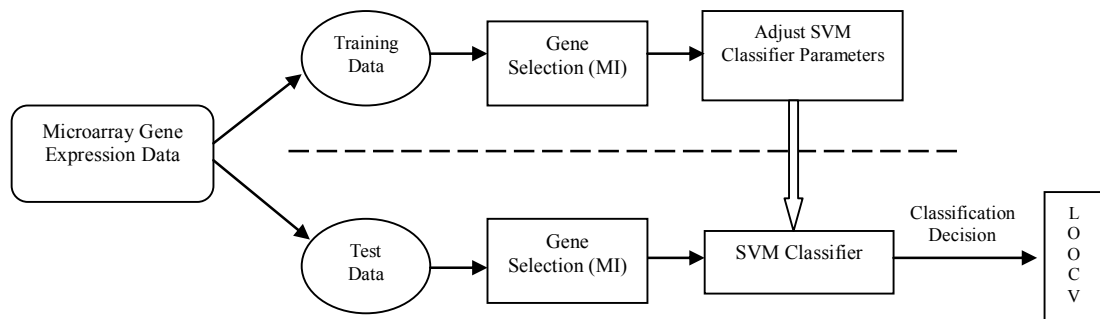 Microarray Gene
Expression Data
Training
Data
Gene
Selection (MI)
Adjust SVM
Classifier Parameters
Test
Data
Gene
Selection (MI)
SVM Classifier
Classification
Decision
L
O
O
C
V